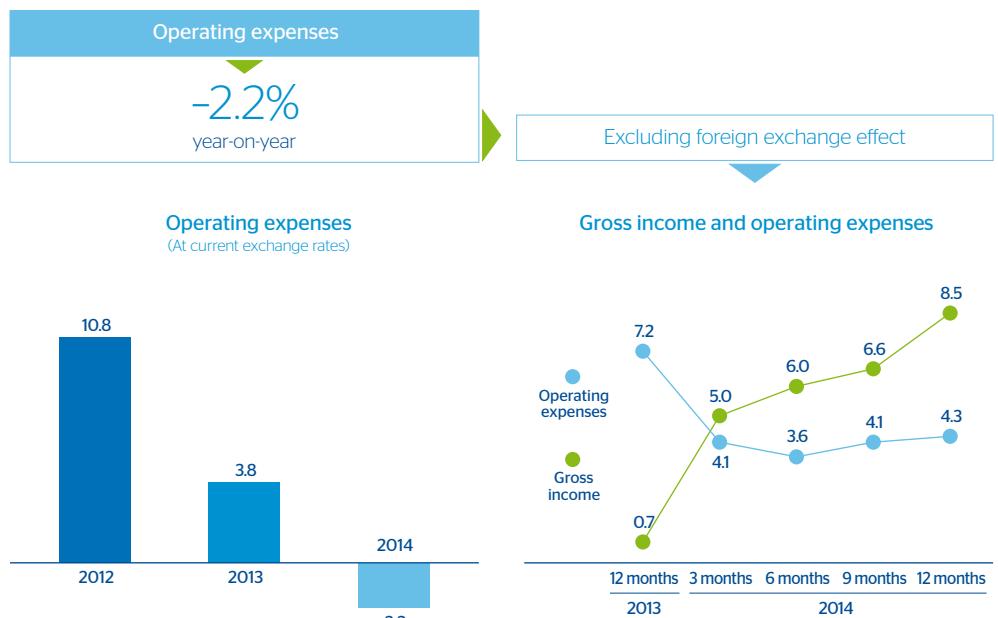 Operating expenses
-2.2%
year-on-year
Excluding foreign exchange effect
Operating expenses
(At current exchange rates)
10.8
3.8
2014
2012
2013
Gross income and operating expenses
8.5
7.2
6.6
6.0
5.0
Operating
expenses
4.3
4.1
3.6
4.1
Gross
income
0.7
12 months 3 months 6 months 9 months 12 months
2013 2014